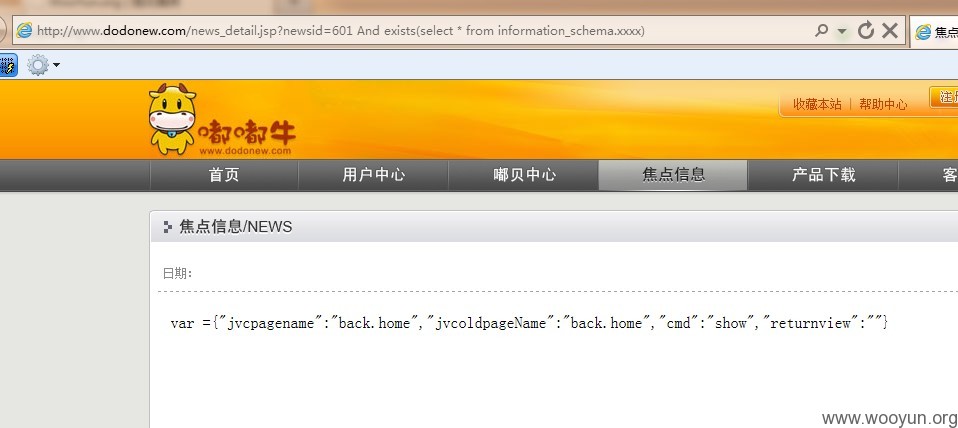 http://www.dodonew.com/news_detail.jsp?newsid=601 And exists(select * from information_schema.xxxx)
焦点
嘟嘟牛
www.dodonew.com
收藏本站 | 帮助中心
首页 用户中心 嘟贝中心 焦点信息 产品下载 客
焦点信息/NEWS
日期:
var ={"jvcpagename":"back.home","jvcoldpageName":"back.home","cmd":"show","returnview":""}
www.wooyun.org